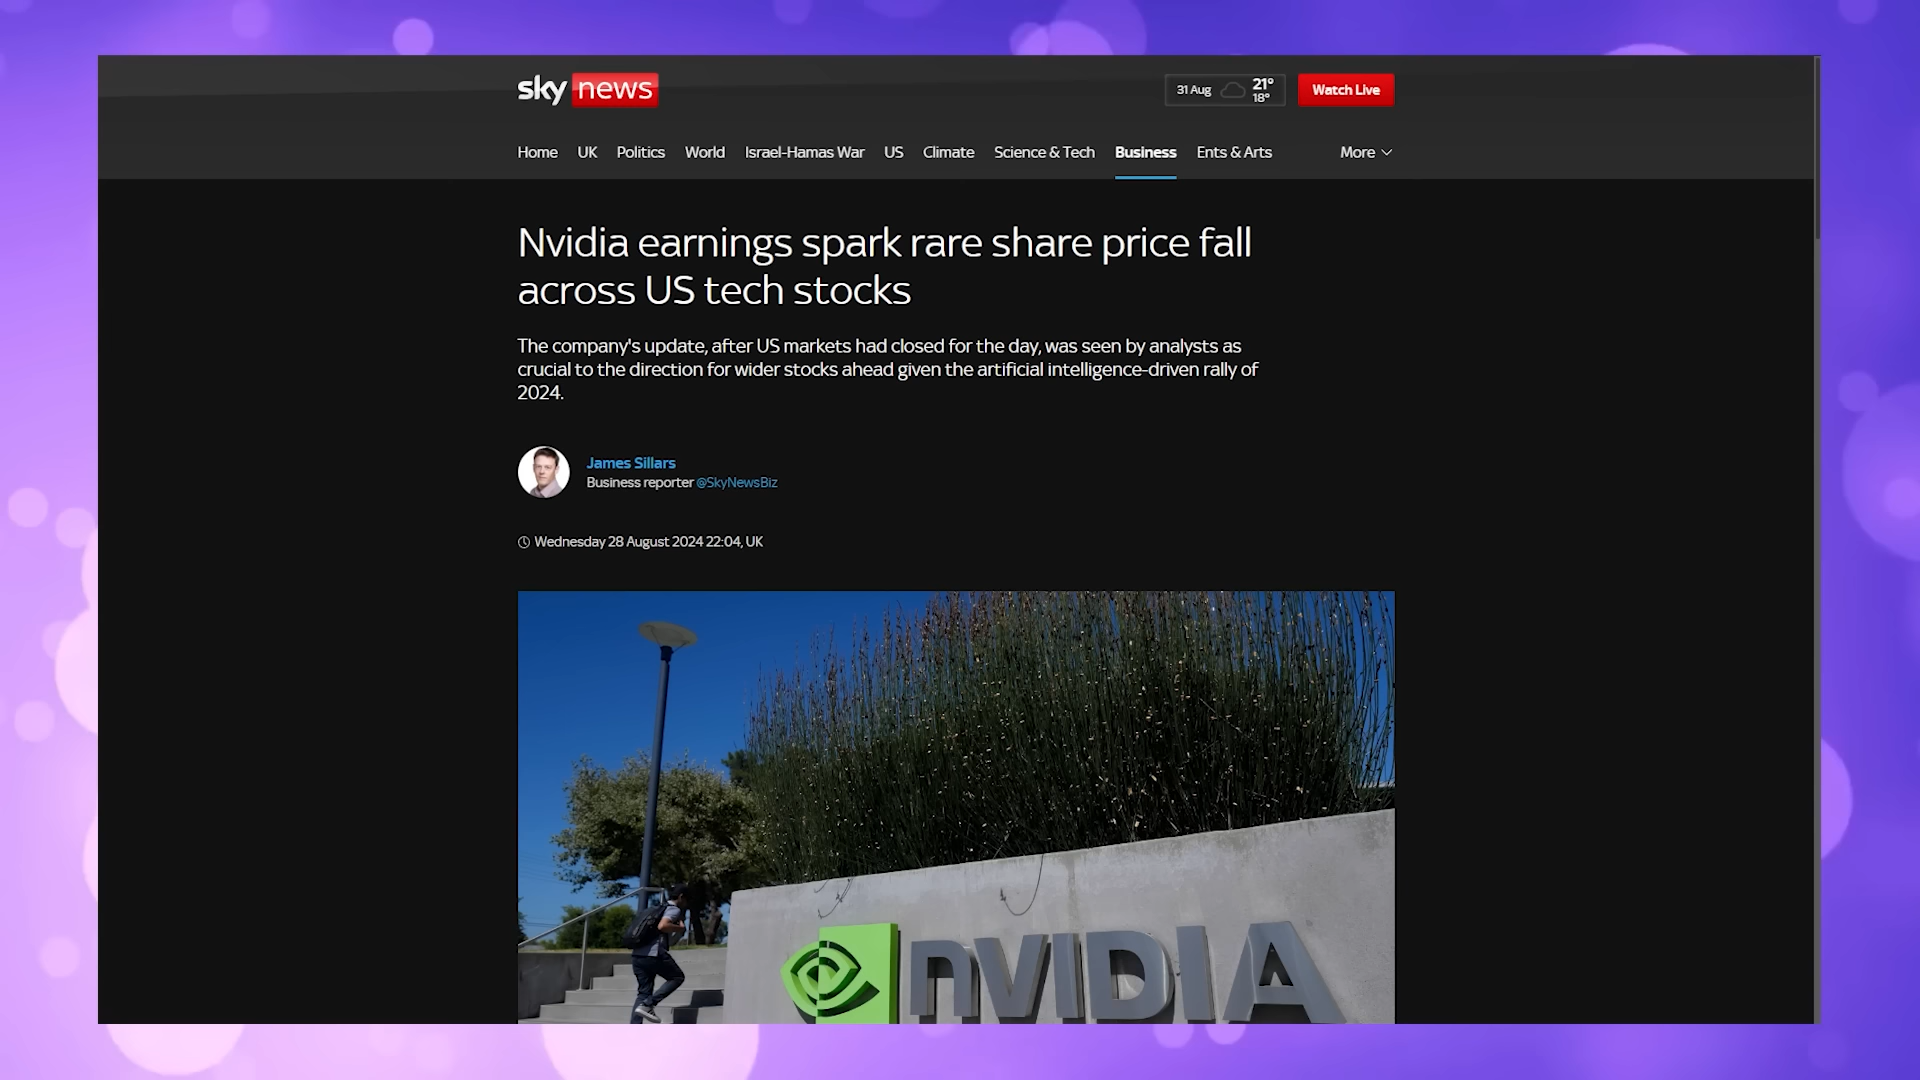 sky news
31 Aug 21° 18°
Watch Live
Home UK Politics World Israel-Hamas War US Climate Science & Tech Business Ents & Arts More
Nvidia earnings spark rare share price fall
across US tech stocks
The company's update, after US markets had closed for the day, was seen by analysts as
crucial to the direction for wider stocks ahead given the artificial intelligence-driven rally of
2024.
James Sillars
Business reporter @SkyNewsBiz
Wednesday 28 August 2024 22:04, UK
NVIDIA